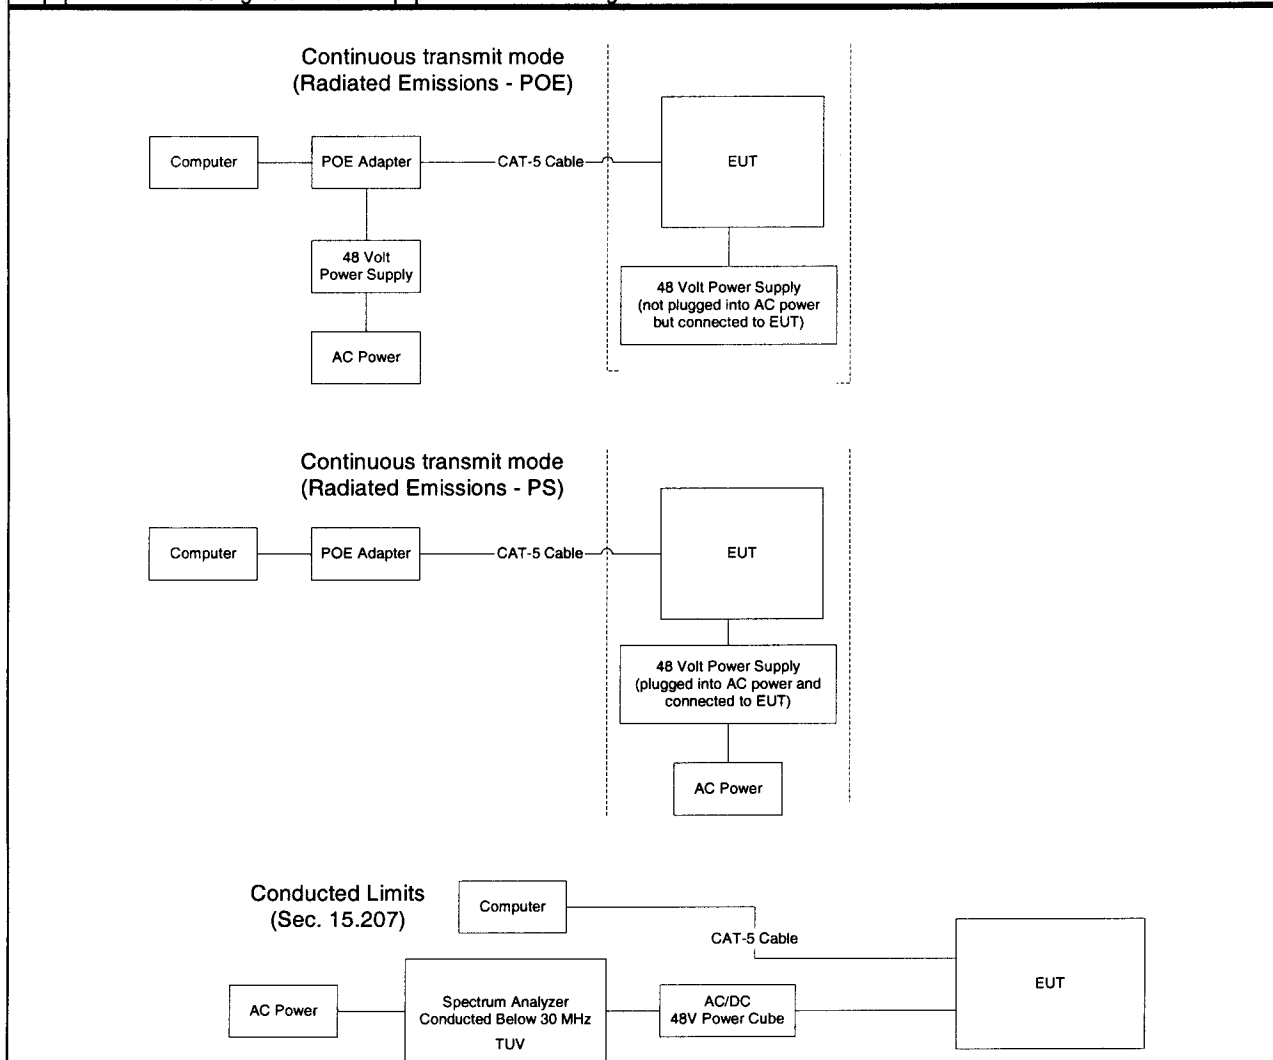 Continuous transmit mode
(Radiated Emissions - POE)
Computer
POE Adapter
CAT-5 Cable
EUT
48 Volt
Power Supply
48 Volt Power Supply
(not plugged into AC power
but connected to EUT)
AC Power
Continuous transmit mode
(Radiated Emissions - PS)
Computer
POE Adapter
CAT-5 Cable
EUT
48 Volt Power Supply
(plugged into AC power and
connected to EUT)
AC Power
Conducted Limits
(Sec. 15.207)
Computer
CAT-5 Cable
EUT
AC Power
Spectrum Analyzer
Conducted Below 30 MHz
TUV
AC/DC
48V Power Cube